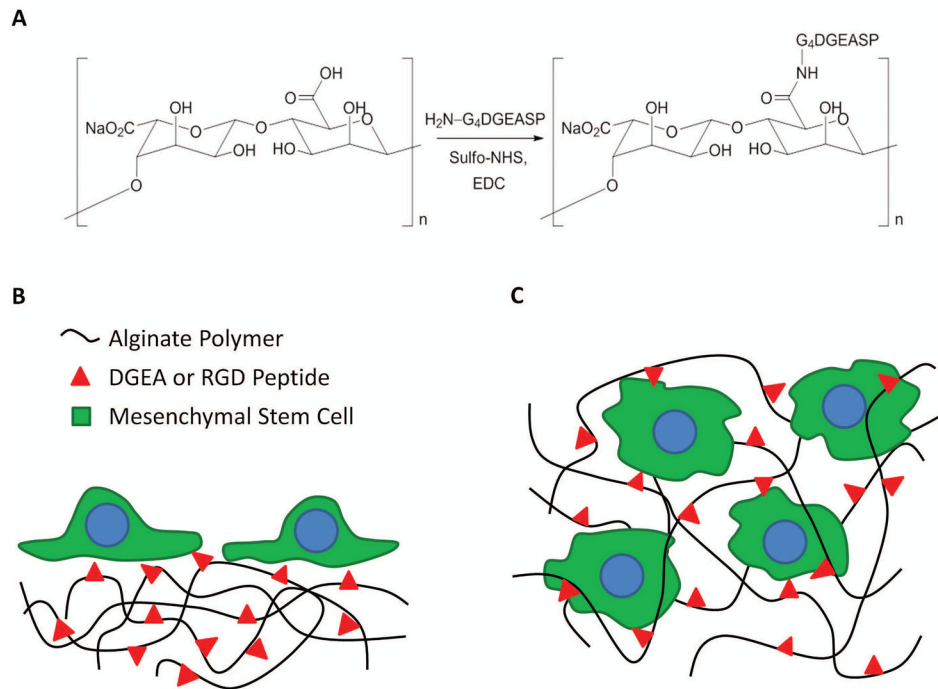 A
G₄DGEASP
O
OH
NH
O
NaO₂C
OH
O
O
OH
O
HO
OH
O
n
H₂N–G₄DGEASP
Sulfo-NHS,
EDC
NaO₂C
OH
O
O
OH
O
HO
OH
O
n
B
C
Alginate Polymer
DGEA or RGD Peptide
Mesenchymal Stem Cell